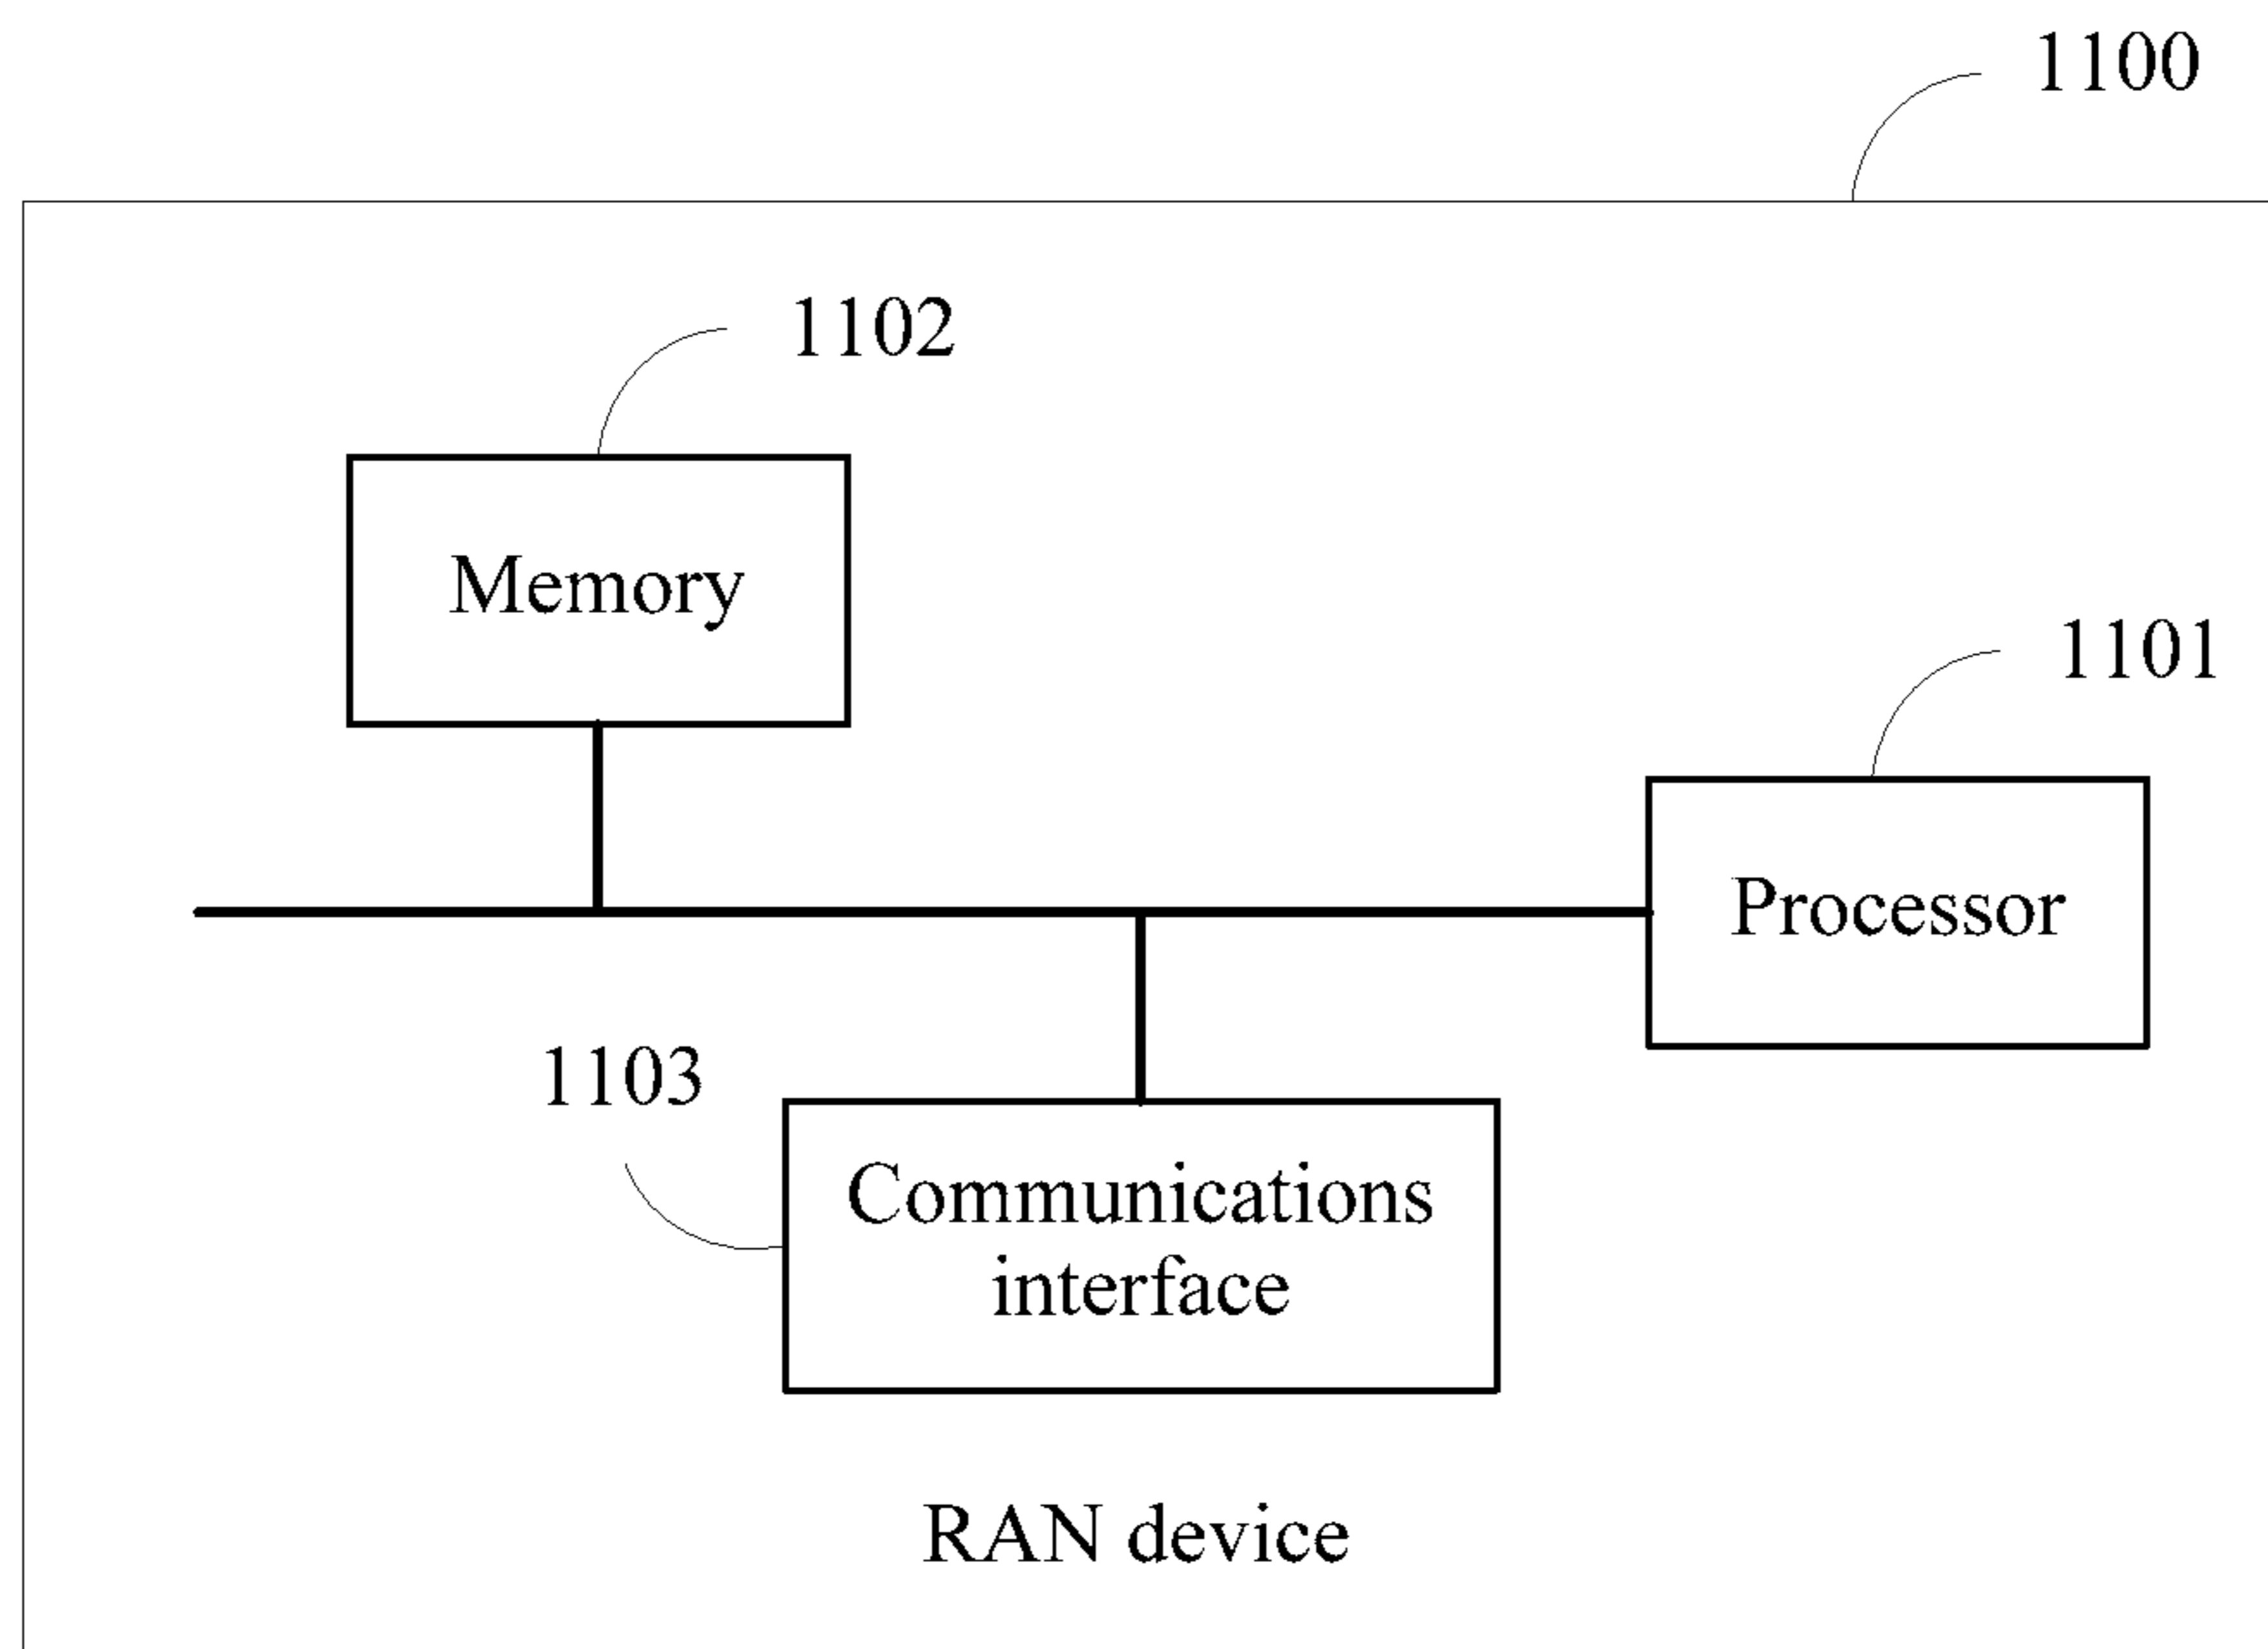 1100
1102
Memory
1101
Processor
1103
Communications
interface
RAN device